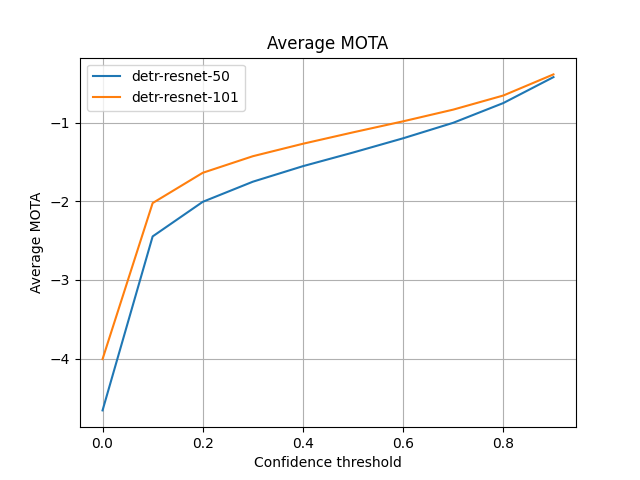 Average MOTA
detr-resnet-50
detr-resnet-101
Average MOTA
−1
−2
−3
−4
0.0 0.2 0.4 0.6 0.8
Confidence threshold